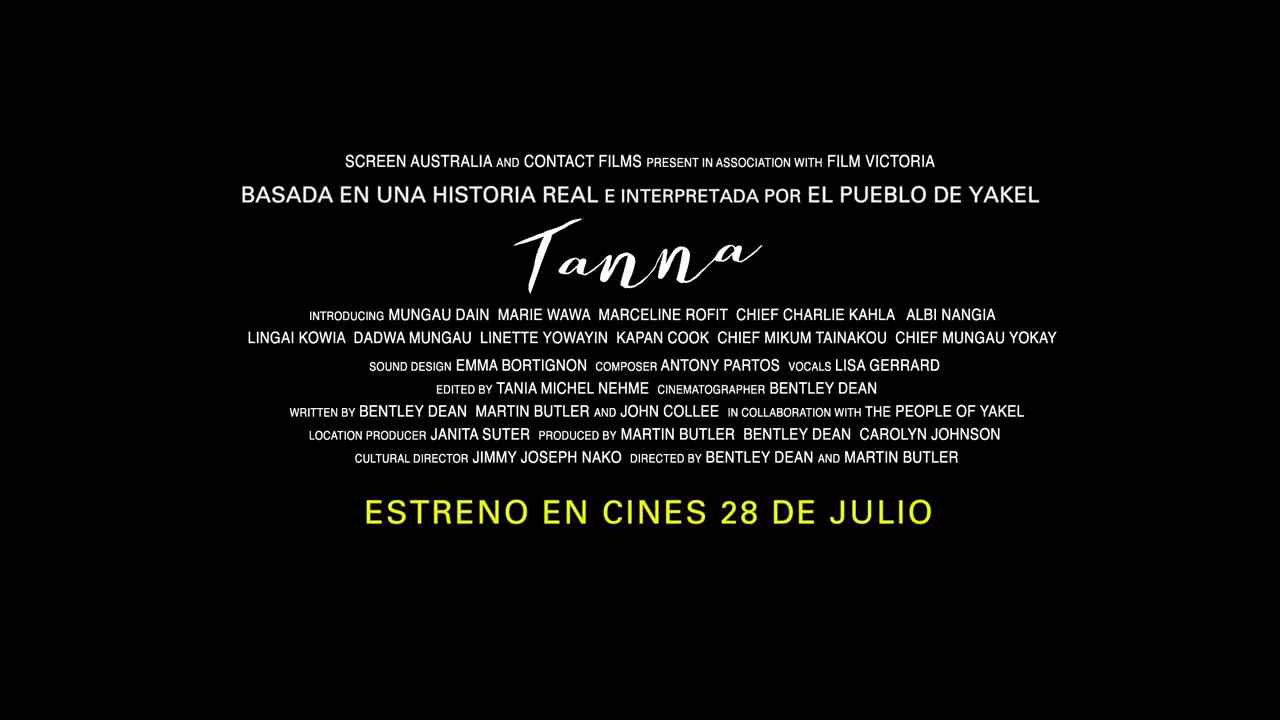 SCREEN AUSTRALIA AND CONTACT FILMS PRESENT IN ASSOCIATION WITH FILM VICTORIA
BASADA EN UNA HISTORIA REAL E INTERPRETADA POR EL PUEBLO DE YAKEL
Tanna
INTRODUCING MUNGAU DAIN MARIE WAWA MARCELINE ROFIT CHIEF CHARLIE KAHLA ALBI NANGIA
LINGAI KOWIA DADWA MUNGAU LINETTE YOWAYIN KAPAN COOK CHIEF MIKUM TAINAKOU CHIEF MUNGAU YOKAY
SOUND DESIGN EMMA BORTIGNON COMPOSER ANTONY PARTOS VOCALS LISA GERRARD
EDITED BY TANIA MICHEL NEHME CINEMATOGRAPHER BENTLEY DEAN
WRITTEN BY BENTLEY DEAN MARTIN BUTLER AND JOHN COLLEE IN COLLABORATION WITH THE PEOPLE OF YAKEL
LOCATION PRODUCER JANITA SUTER PRODUCED BY MARTIN BUTLER BENTLEY DEAN CAROLYN JOHNSON
CULTURAL DIRECTOR JIMMY JOSEPH NAKO DIRECTED BY BENTLEY DEAN AND MARTIN BUTLER
ESTRENO EN CINES 28 DE JULIO